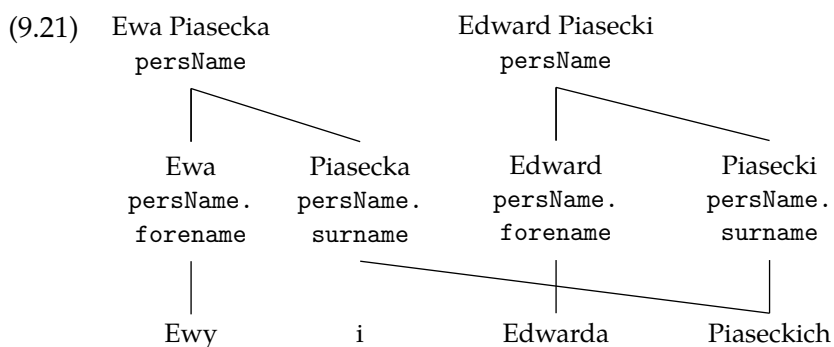 (9.21) Ewa Piasecka Edward Piasecki
persName persName
Ewa Piasecka Edward Piasecki
persName. persName. persName. persName.
forename surname forename surname
Ewy i Edwarda Piaseckich